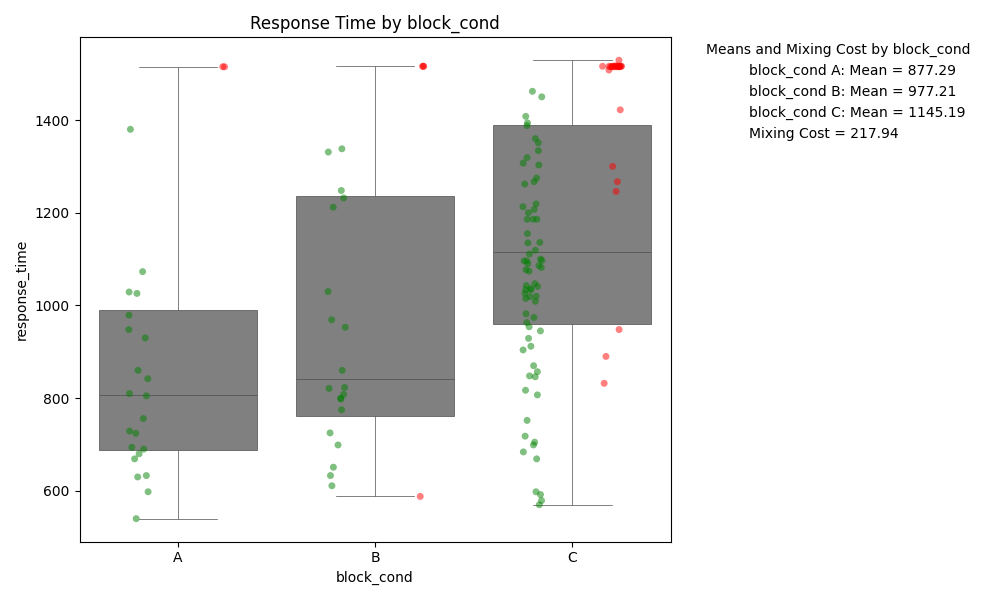 Response Time by block_cond
Means and Mixing Cost by block_cond
block_cond A: Mean = 877.29
block_cond B: Mean = 977.21
block_cond C: Mean = 1145.19
Mixing Cost = 217.94
1400
1200
1000
800
600
response_time
A B C
block_cond